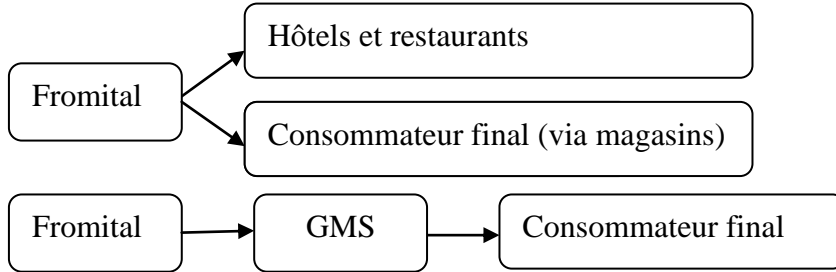 Hôtels et restaurants
Fromital
Consommateur final (via magasins)
Fromital
GMS
Consommateur final